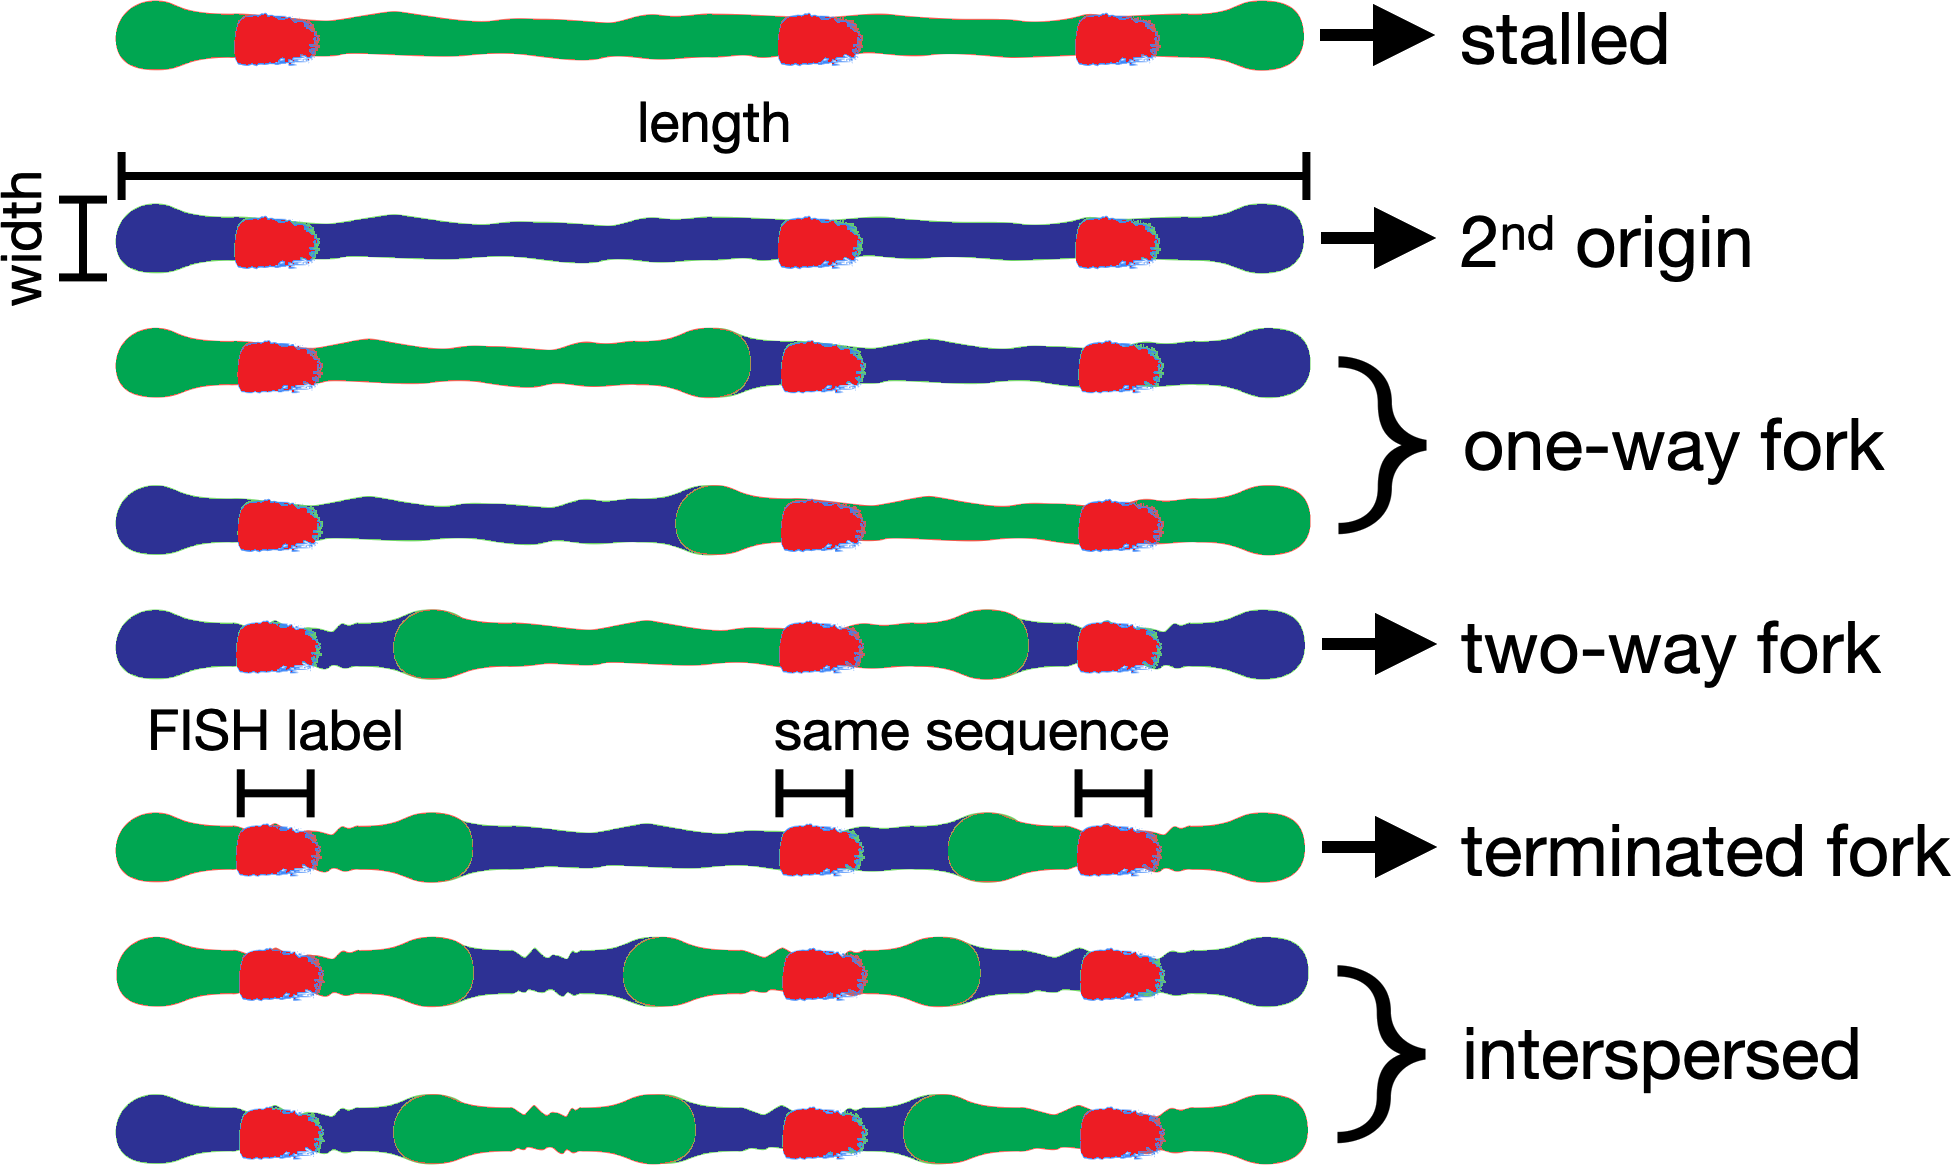 stalled
length
width
2nd origin
one-way fork
two-way fork
FISH label
same sequence
terminated fork
interspersed